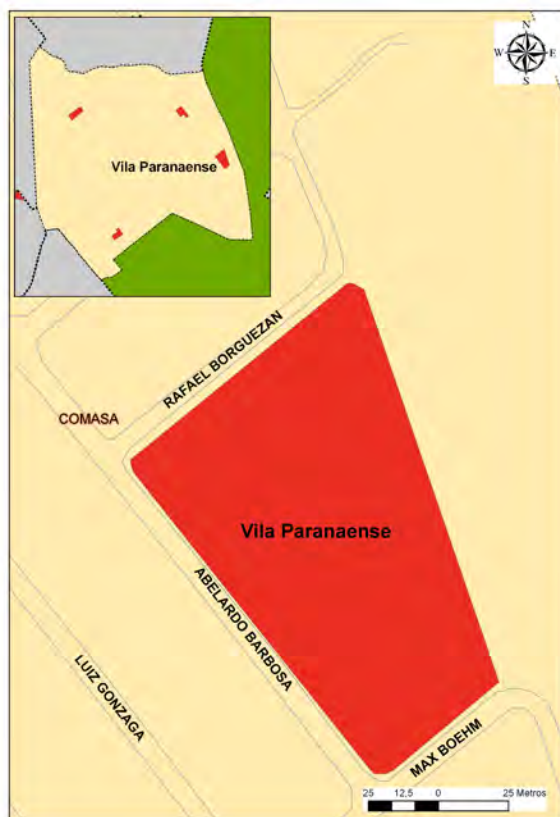 N
W E
S
Vila Paranaense
RAFAEL BORGUEZAN
COMASA
Vila Paranaense
ABELARDO BARBOSA
LUIZ GONZAGA
MAX BOEHM
25 12,5 0 25 Metros